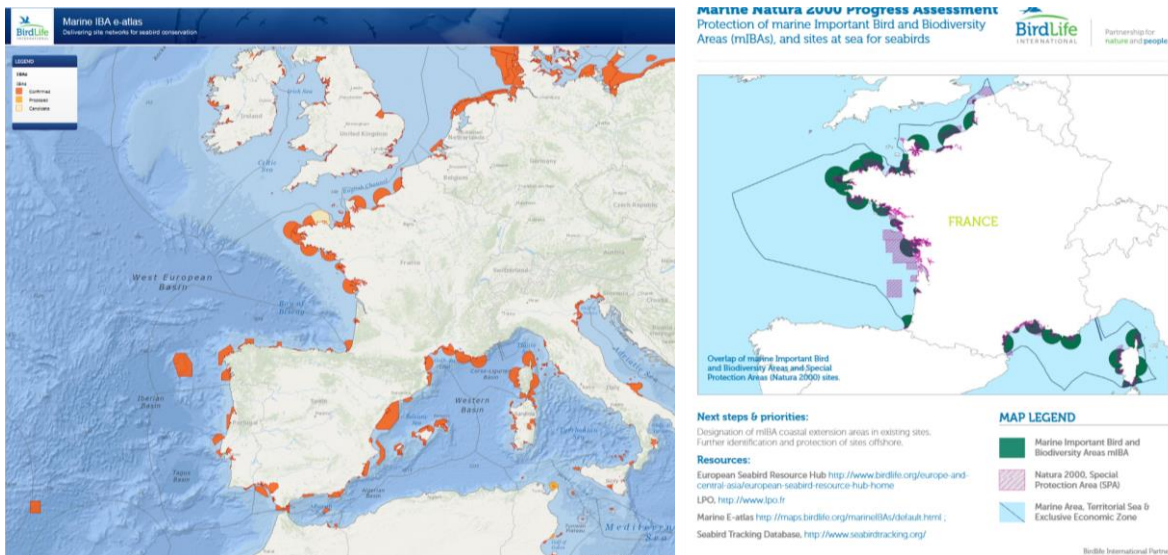 Marine IBA e-atlas
Delivering site networks for seabird conservation
BirdLife
INTERNATIONAL
LEGEND
Confirmed
Proposed
Candidate
Ireland
United Kingdom
Celtic
Sea
English Channel
Belgium
Germany
France
Switzerland
West European
Basin
Bay of
Biscay
Iberian
Basin
Portugal
Spain
Western
Basin
Adriatic Sea
Tagus
Basin
Algerian
Basin
Marine Natura 2000 Progress Assessment
Protection of marine Important Bird and Biodiversity
Areas (mIBAs), and sites at sea for seabirds
BirdLife
INTERNATIONAL
Partnership for
nature and people
FRANCE
Overlap of marine Important Bird
and Biodiversity Areas and Special
Protection Areas (Natura 2000) sites.
Next steps & priorities:
Designation of mIBA coastal extension areas in existing sites.
Further identification and protection of sites offshore.
Resources:
European Seabird Resource Hub http://www.birdlife.org/europe-and-
central-asia/european-seabird-resource-hub-home
LPO, http://www.lpo.fr
Marine E-atlas http://maps.birdlife.org/marineIBAs/default.html ;
Seabird Tracking Database, http://www.seabirdtracking.org/
MAP LEGEND
Marine Important Bird and
Biodiversity Areas mIBA
Natura 2000, Special
Protection Area (SPA)
Marine Area, Territorial Sea &
Exclusive Economic Zone
Birdlife International